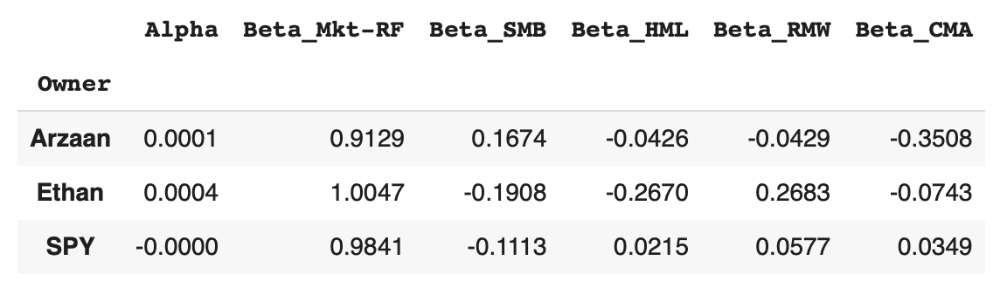 Alpha Beta_Mkt-RF Beta_SMB Beta_HML Beta_RMW Beta_CMA
Owner
Arzaan 0.0001 0.9129 0.1674 -0.0426 -0.0429 -0.3508
Ethan 0.0004 1.0047 -0.1908 -0.2670 0.2683 -0.0743
SPY -0.0000 0.9841 -0.1113 0.0215 0.0577 0.0349